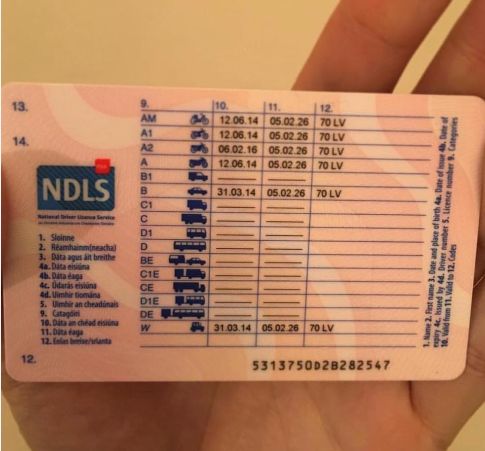 13.
14.
9. 10. 11. 12.
AM 12.06.14 05.02.26 70 LV
A1 12.06.14 05.02.26 70 LV
A2 06.02.16 05.02.26 70 LV
A 12.06.14 05.02.26 70 LV
B1
B 31.03.14 05.02.26 70 LV
C1
C
D1
D
BE
C1E
CE
D1E
DE
W 31.03.14 05.02.26 70 LV
NDLS
National Driver Licence Service
1. Sloinne
2. Réamhainm(neacha)
3. Dáta agus áit breithe
4a. Dáta eisiúna
4b. Dáta éaga
4c. Údarás eisiúna
4d. Uimhir tiomána
5. Uimhir an cheadúnais
9. Catagóirí
10. Dáta an chéad eisiúna
11. Dáta éaga
12. Eolas breise/srianta
12.
5313750D2B282547
1. Name 2. First name 3. Date and place of birth 4a. Date of issue 4b. Date of
expiry 4c. Issued by 4d. Driver number 5. Licence number 9. Categories
10. Valid from 11. Valid to 12. Codes